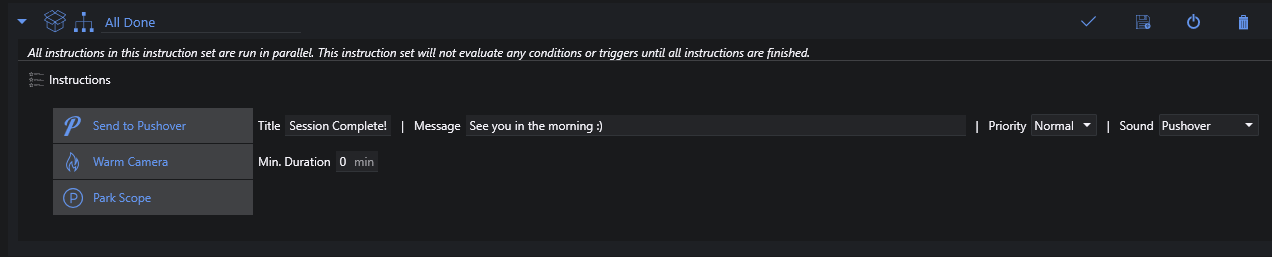 All Done
All instructions in this instruction set are run in parallel. This instruction set will not evaluate any conditions or triggers until all instructions are finished.
Instructions
Send to Pushover Title Session Complete! | Message See you in the morning :) | Priority Normal | Sound Pushover
Warm Camera Min. Duration 0 min
P Park Scope